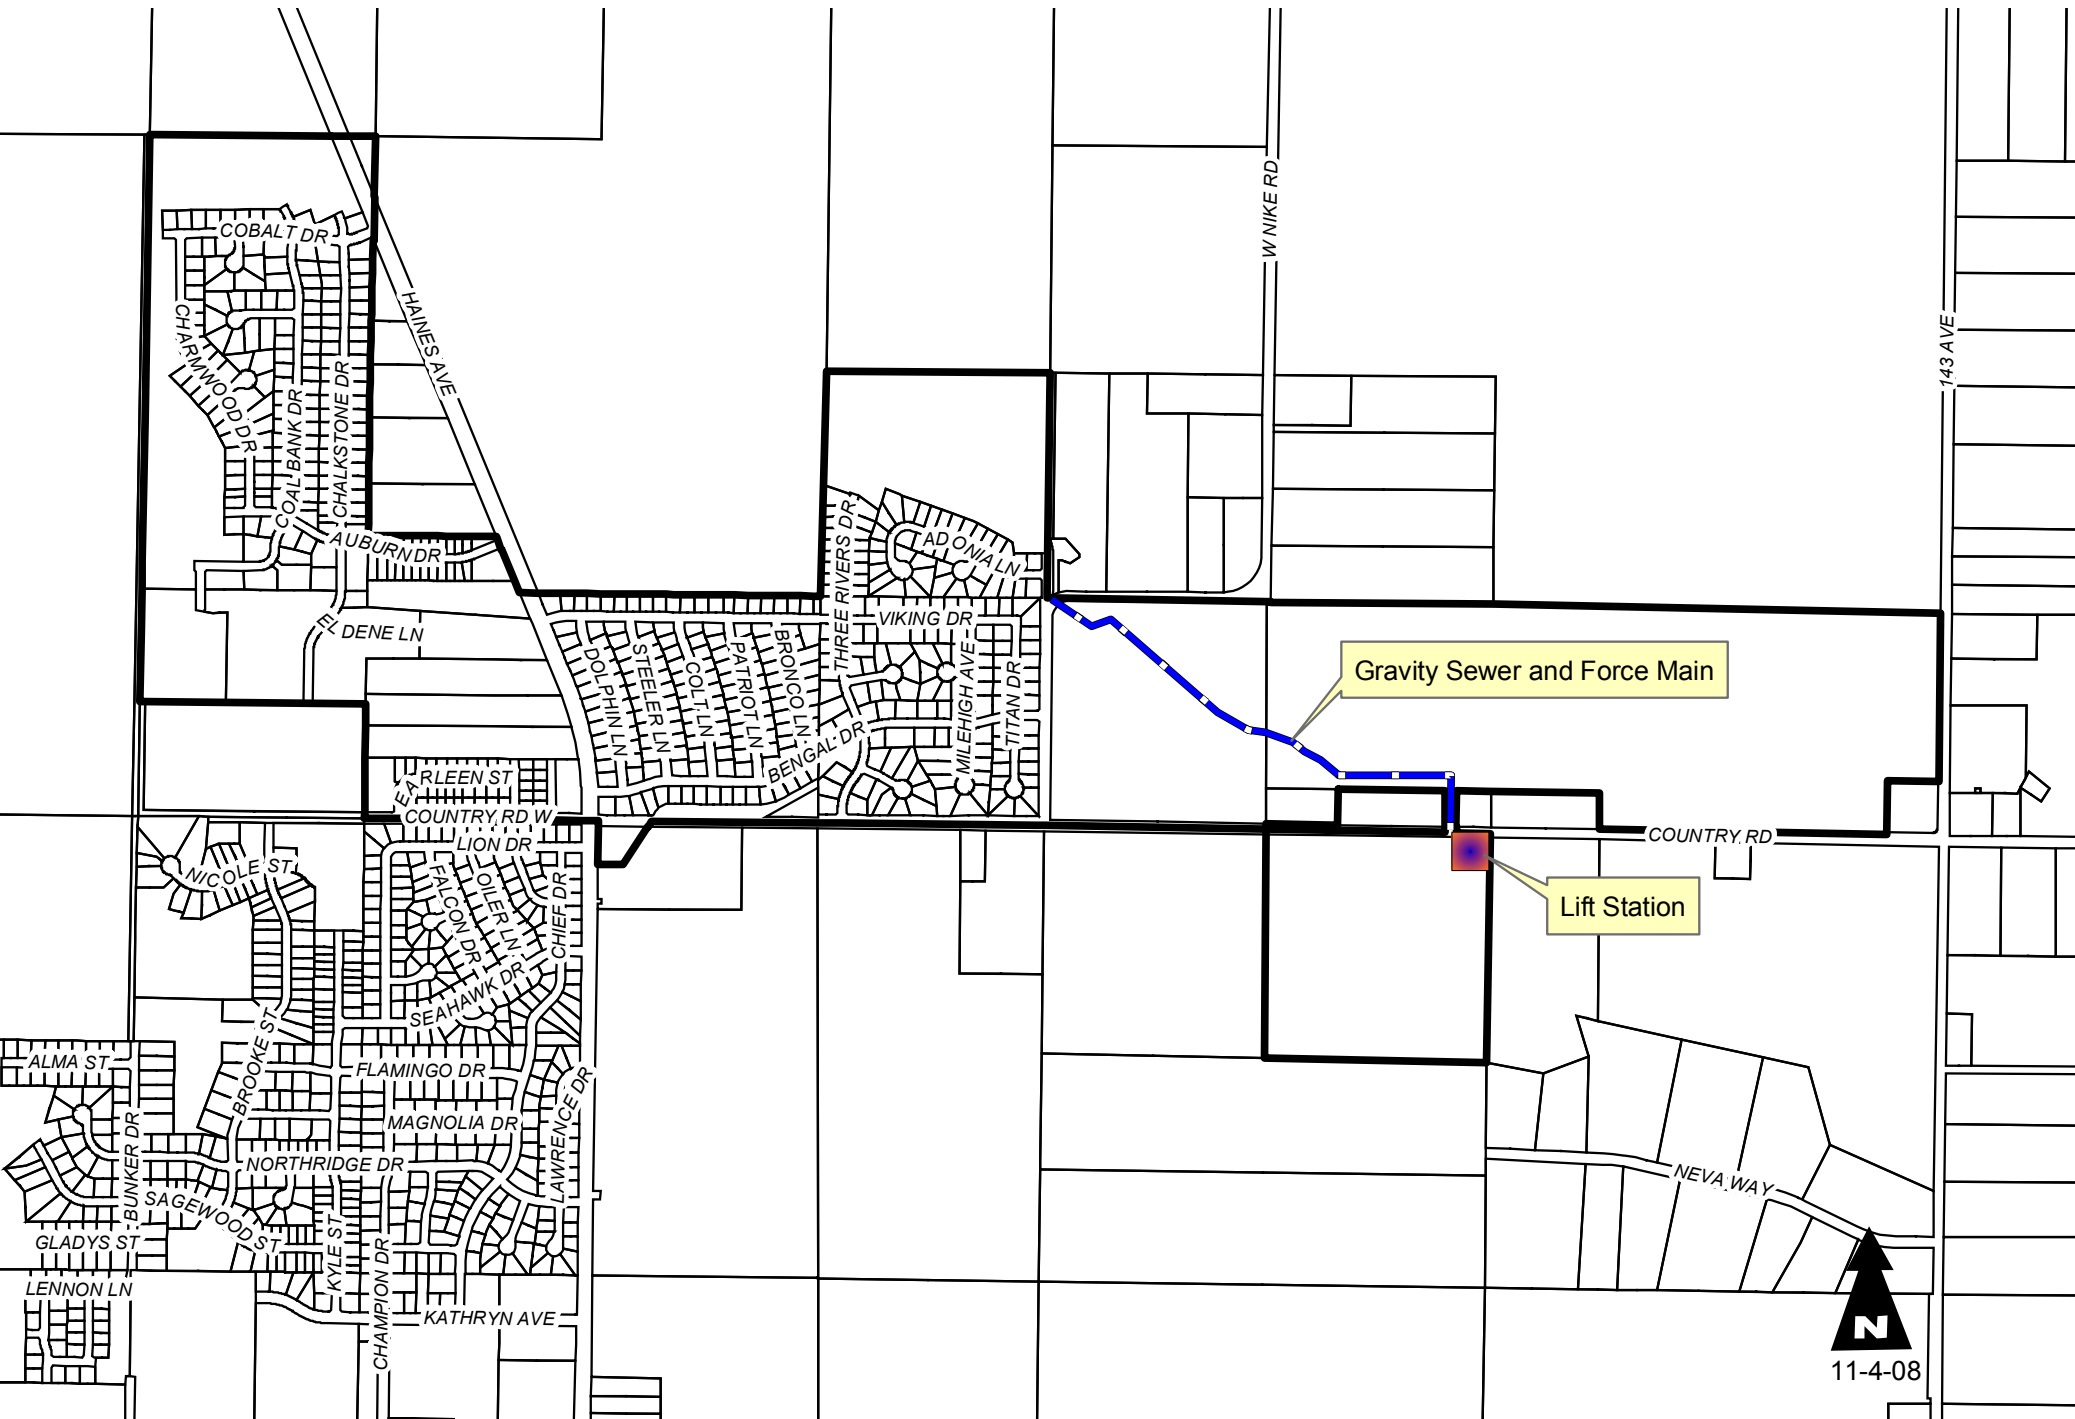 W NIKE RD
COBALT DR
HAINES AVE
CHARMWOOD DR
143 AVE
CHALKSTONE DR
COAL BANK DR
THREE RIVERS DR
AUBURN DR
ADONIA LN
VIKING DR
EL DENE LN
DOLPHIN LN
STEELER LN
COLT LN
PATRIOT LN
BRONCO LN
MILEHIGH AVE
TITAN DR
Gravity Sewer and Force Main
BENGAL DR
EARLEEN ST
COUNTRY RD W
COUNTRY RD
LION DR
NICOLE ST
FALCON DR
OILER LN
CHIEF DR
Lift Station
SEAHAWK DR
BROOKE ST
ALMA ST
FLAMINGO DR
LAWRENCE DR
MAGNOLIA DR
BUNKER DR
NORTHRIDGE DR
NEVA WAY
SAGEWOOD ST
GLADYS ST
KYLE ST
CHAMPION DR
LENNON LN
KATHRYN AVE
N
11-4-08